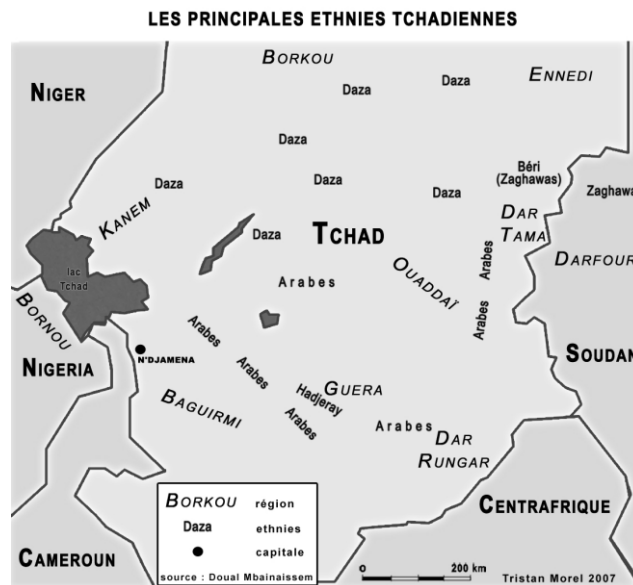 LES PRINCIPALES ETHNIES TCHADIENNES
BORKOU
ENNEDI
Daza
Daza
NIGER
Daza
Béri
(Zaghawas)
Zaghawa
Daza
Daza
Daza
KANEM
DAR
TAMA
Daza
TCHAD
OUADDAÏ
Arabes
DARFOUR
lac
Tchad
Arabes
BORNOU
Arabes
Arabes
N'DJAMENA
SOUDAN
NIGERIA
Arabes
GUERA
Hadjeray
BAGUIRMI
Arabes
Arabes
DAR
RUNGAR
CENTRAFRIQUE
BORKOU région
Daza ethnies
capitale
source : Doual Mbainaissem
CAMEROUN
0 200 km
Tristan Morel 2007